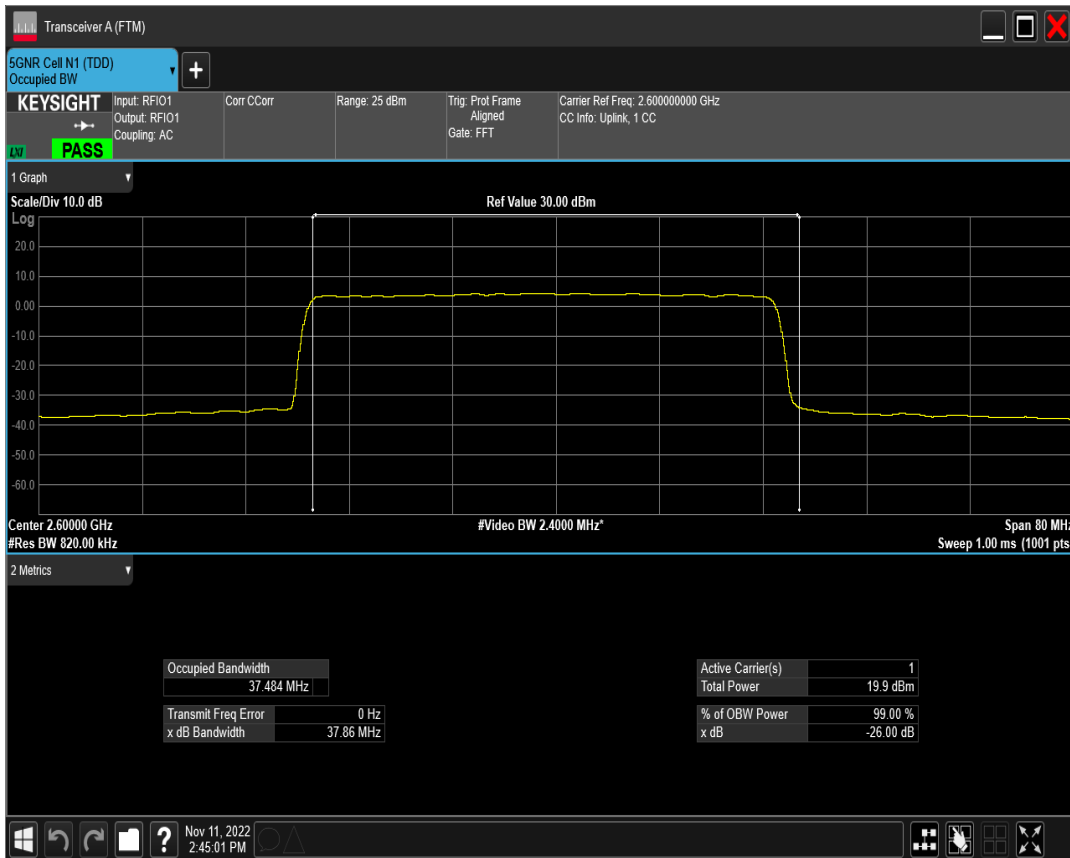 Transceiver A (FTM)
5GNR Cell N1 (TDD)
Occupied BW
+
KEYSIGHT
LXI
PASS
Input: RFIO1
Output: RFIO1
Coupling: AC
Corr CCorr
Range: 25 dBm
Trig: Prot Frame
Aligned
Gate: FFT
Carrier Ref Freq: 2.600000000 GHz
CC Info: Uplink, 1 CC
1 Graph
Scale/Div 10.0 dB
Ref Value 30.00 dBm
Log
20.0
10.0
0.00
-10.0
-20.0
-30.0
-40.0
-50.0
-60.0
Center 2.60000 GHz
#Video BW 2.4000 MHz*
Span 80 MHz
#Res BW 820.00 kHz
Sweep 1.00 ms (1001 pts
2 Metrics
Occupied Bandwidth
37.484 MHz
Transmit Freq Error 0 Hz
x dB Bandwidth 37.86 MHz
Active Carrier(s) 1
Total Power 19.9 dBm
% of OBW Power 99.00 %
x dB -26.00 dB
?
Nov 11, 2022
2:45:01 PM